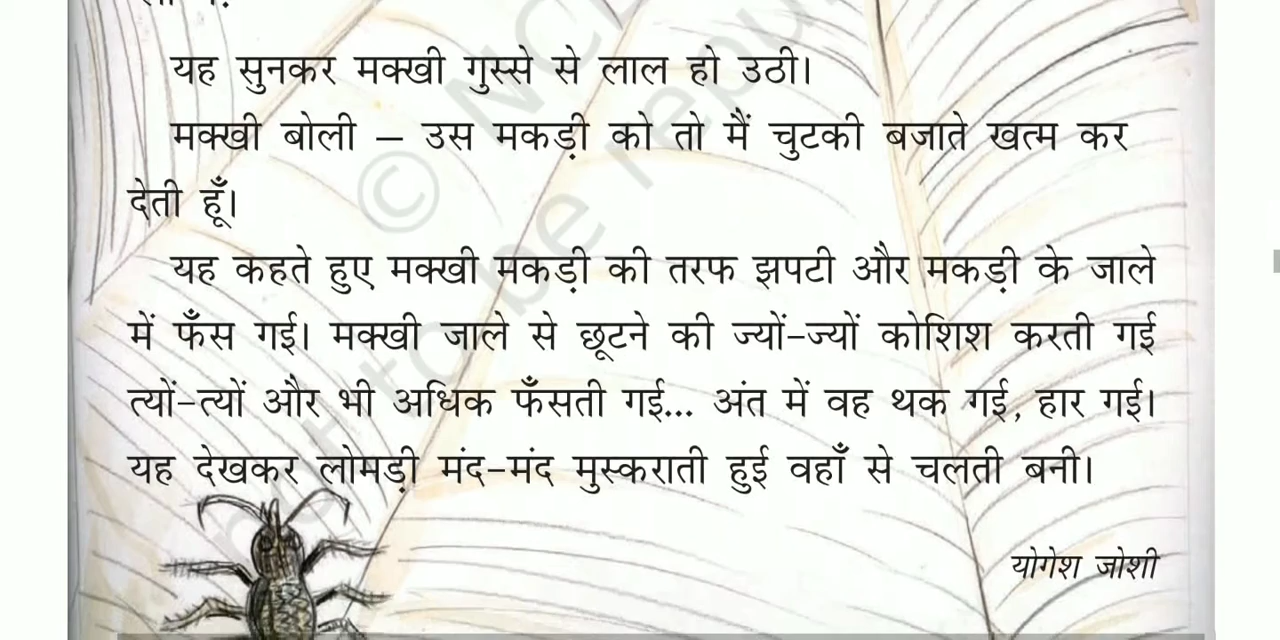 यह सुनकर मक्खी गुस्से से लाल हो उठी।
मक्खी बोली – उस मकड़ी को तो मैं चुटकी बजाते खत्म कर
देती हूँ।
यह कहते हुए मक्खी मकड़ी की तरफ झपटी और मकड़ी के जाले
में फँस गई। मक्खी जाले से छूटने की ज्यों-ज्यों कोशिश करती गई
त्यों-त्यों और भी अधिक फँसती गई... अंत में वह थक गई, हार गई।
यह देखकर लोमड़ी मंद-मंद मुस्कराती हुई वहाँ से चलती बनी।
योगेश जोशी